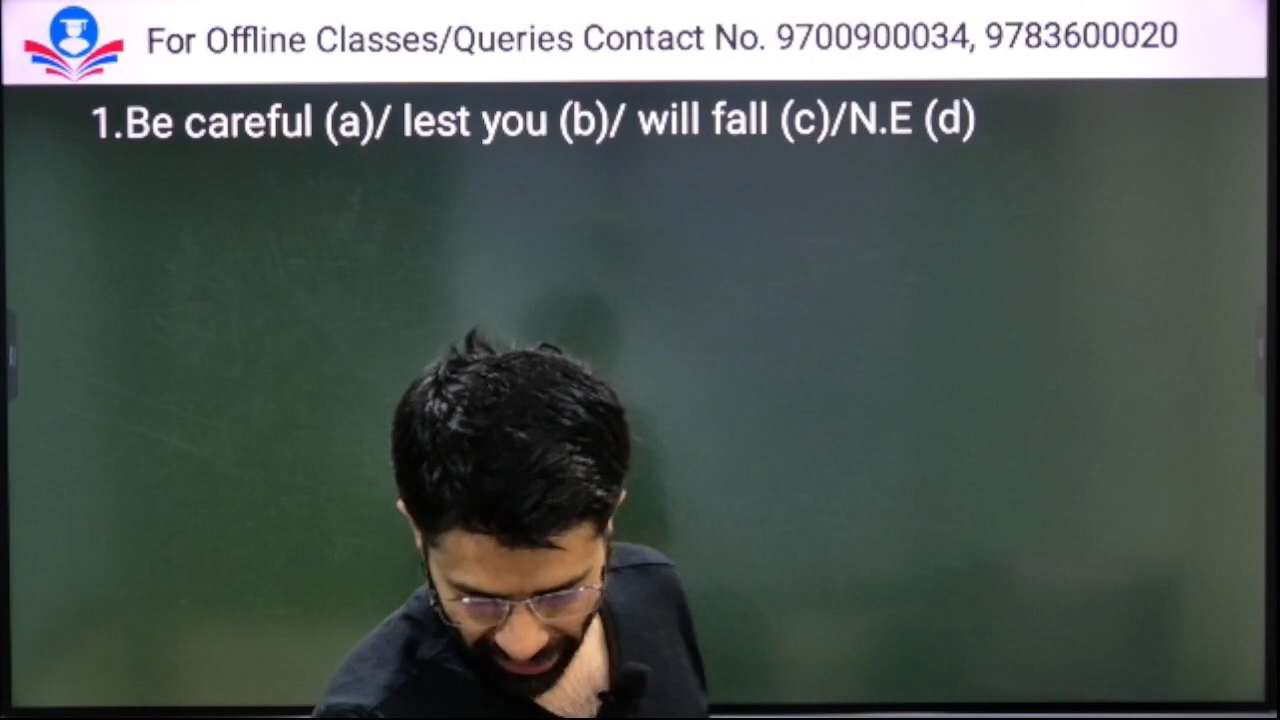 For Offline Classes/Queries Contact No. 9700900034, 9783600020
1.Be careful (a)/ lest you (b)/ will fall (c)/N.E (d)